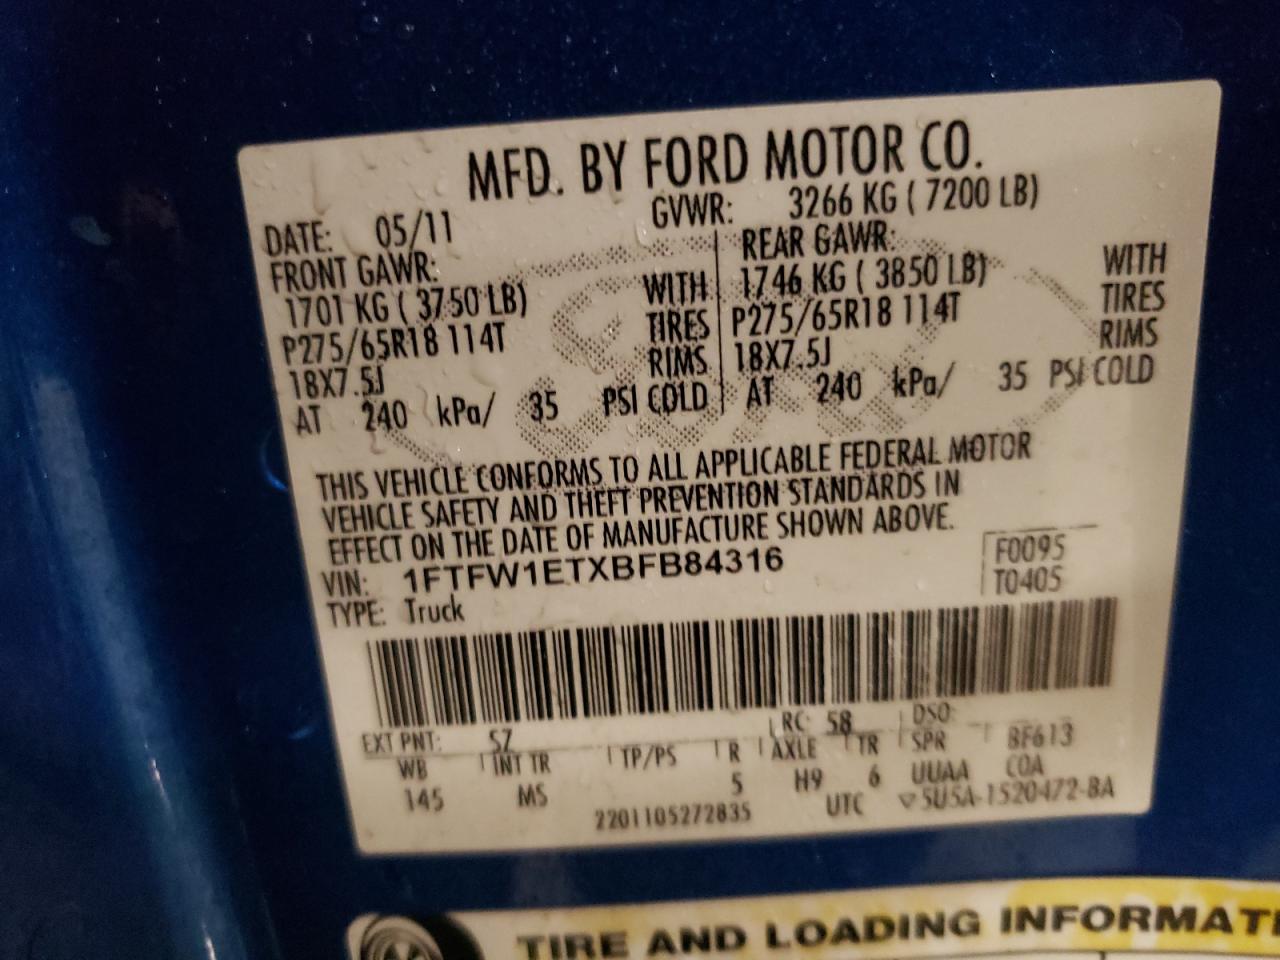 MFD. BY FORD MOTOR CO.
DATE: 05/11 GVWR: 3266 KG ( 7200 LB)
FRONT GAWR: REAR GAWR:
1701 KG ( 3750 LB) WITH 1746 KG ( 3850 LB) WITH
P275/65R18 114T TIRES P275/65R18 114T TIRES
18X7.5J RIMS 18X7.5J RIMS
AT 240 kPa/ 35 PSI COLD AT 240 kPa/ 35 PSI COLD
THIS VEHICLE CONFORMS TO ALL APPLICABLE FEDERAL MOTOR
VEHICLE SAFETY AND THEFT PREVENTION STANDARDS IN
EFFECT ON THE DATE OF MANUFACTURE SHOWN ABOVE.
VIN: 1FTFW1ETXBFB84316 F0095
TYPE: Truck T0405
EXT PNT: SZ RC: 58 DSO:
WB INT TR TP/PS R AXLE TR SPR BF613
145 MS 5 H9 6 UUAA COA
2201105272835 UTC ▽5U5A-1520472-BA
TIRE AND LOADING INFORMATI